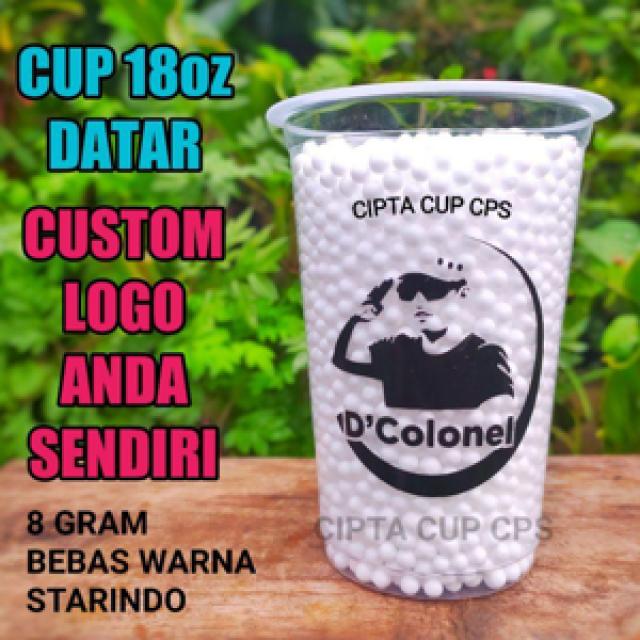 CUP 18oz
DATAR
CUSTOM
LOGO
ANDA
SENDIRI
8 GRAM
BEBAS WARNA
STARINDO
CIPTA CUP CPS
D'Colonel
CIPTA CUP CPS